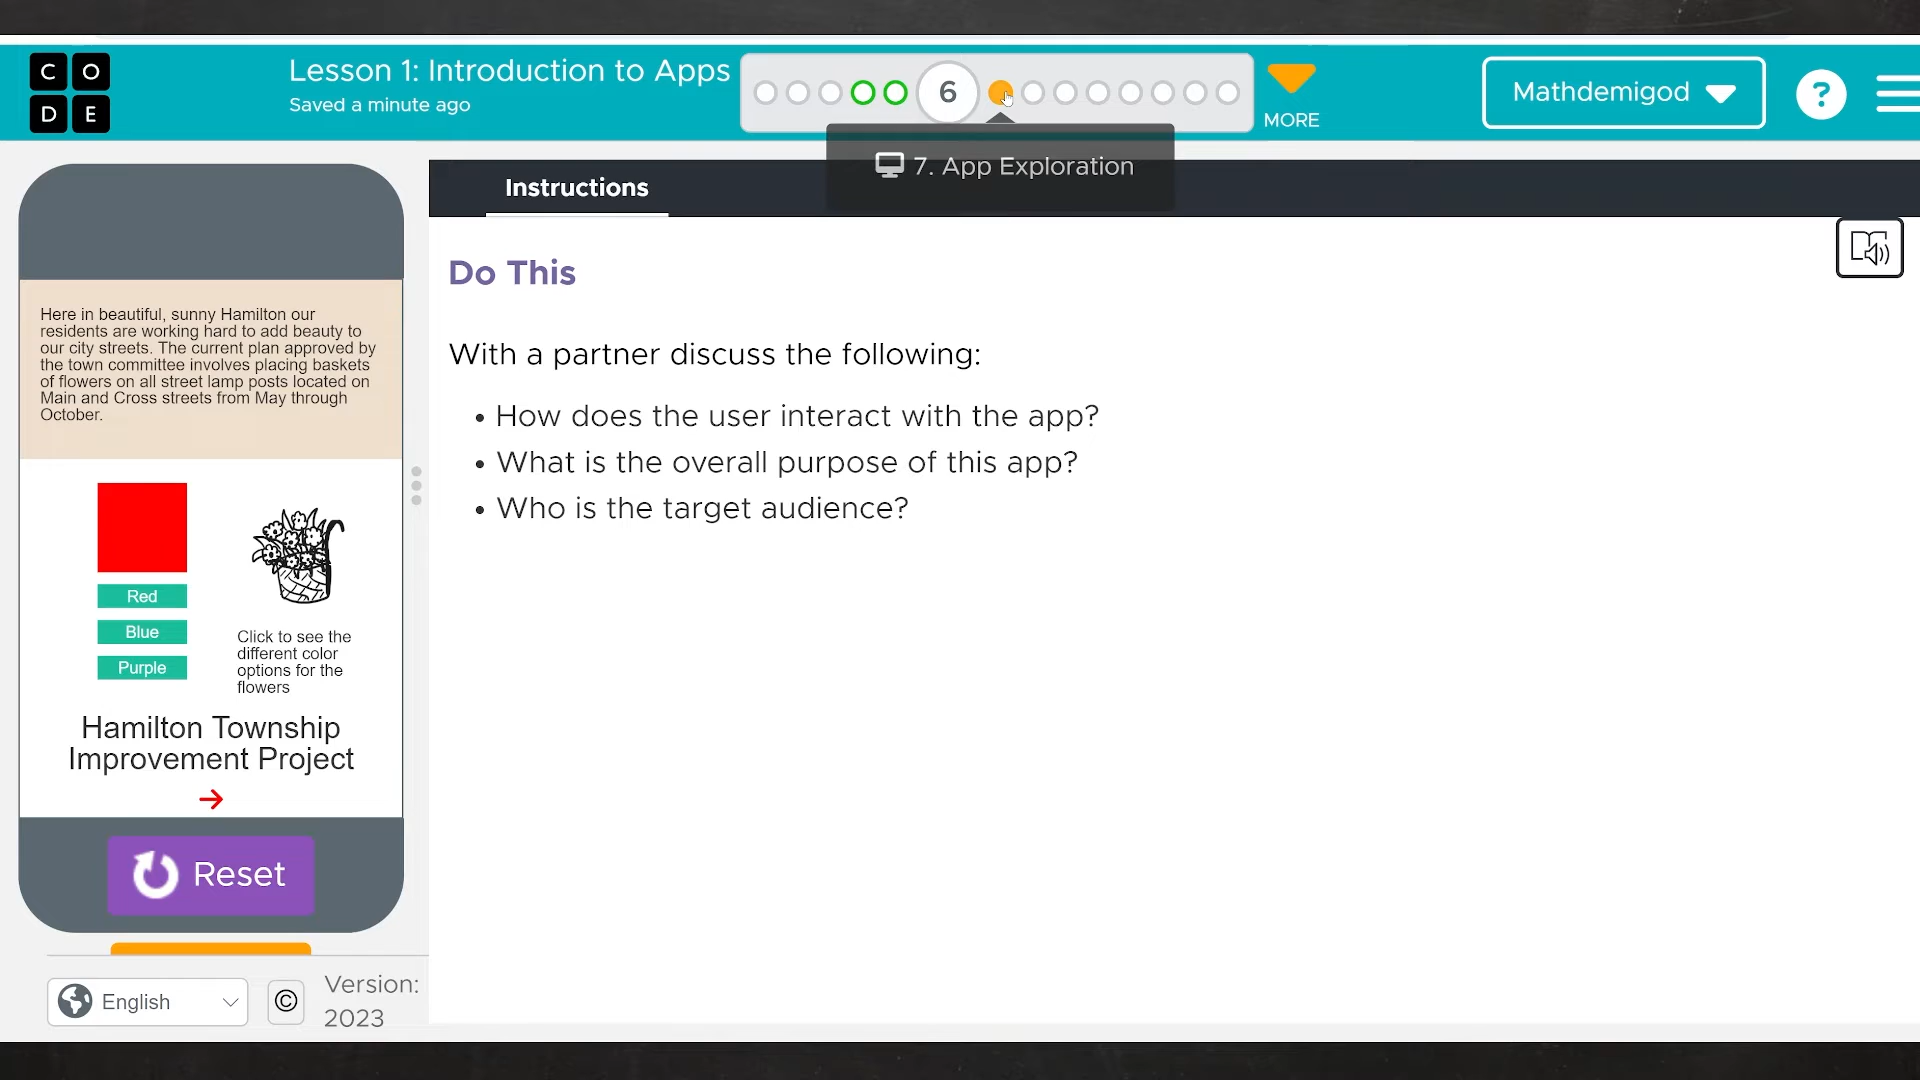 CODE
Lesson 1: Introduction to Apps
Saved a minute ago
6
MORE
Mathdemigod
?
7. App Exploration
Instructions
Do This
With a partner discuss the following:
• How does the user interact with the app?
• What is the overall purpose of this app?
• Who is the target audience?
Here in beautiful, sunny Hamilton our
residents are working hard to add beauty to
our city streets. The current plan approved by
the town committee involves placing baskets
of flowers on all street lamp posts located on
Main and Cross streets from May through
October.
Red
Blue
Purple
Click to see the
different color
options for the
flowers
Hamilton Township
Improvement Project
Reset
English
©
Version:
2023